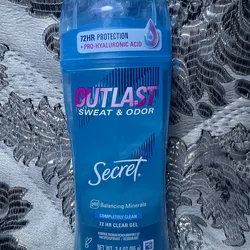 72HR PROTECTION
+ PRO-HYALURONIC ACID
OUTLAST
SWEAT & ODOR
Secret.
pH Balancing Minerals
COMPLETELY CLEAN
72 HR CLEAR GEL